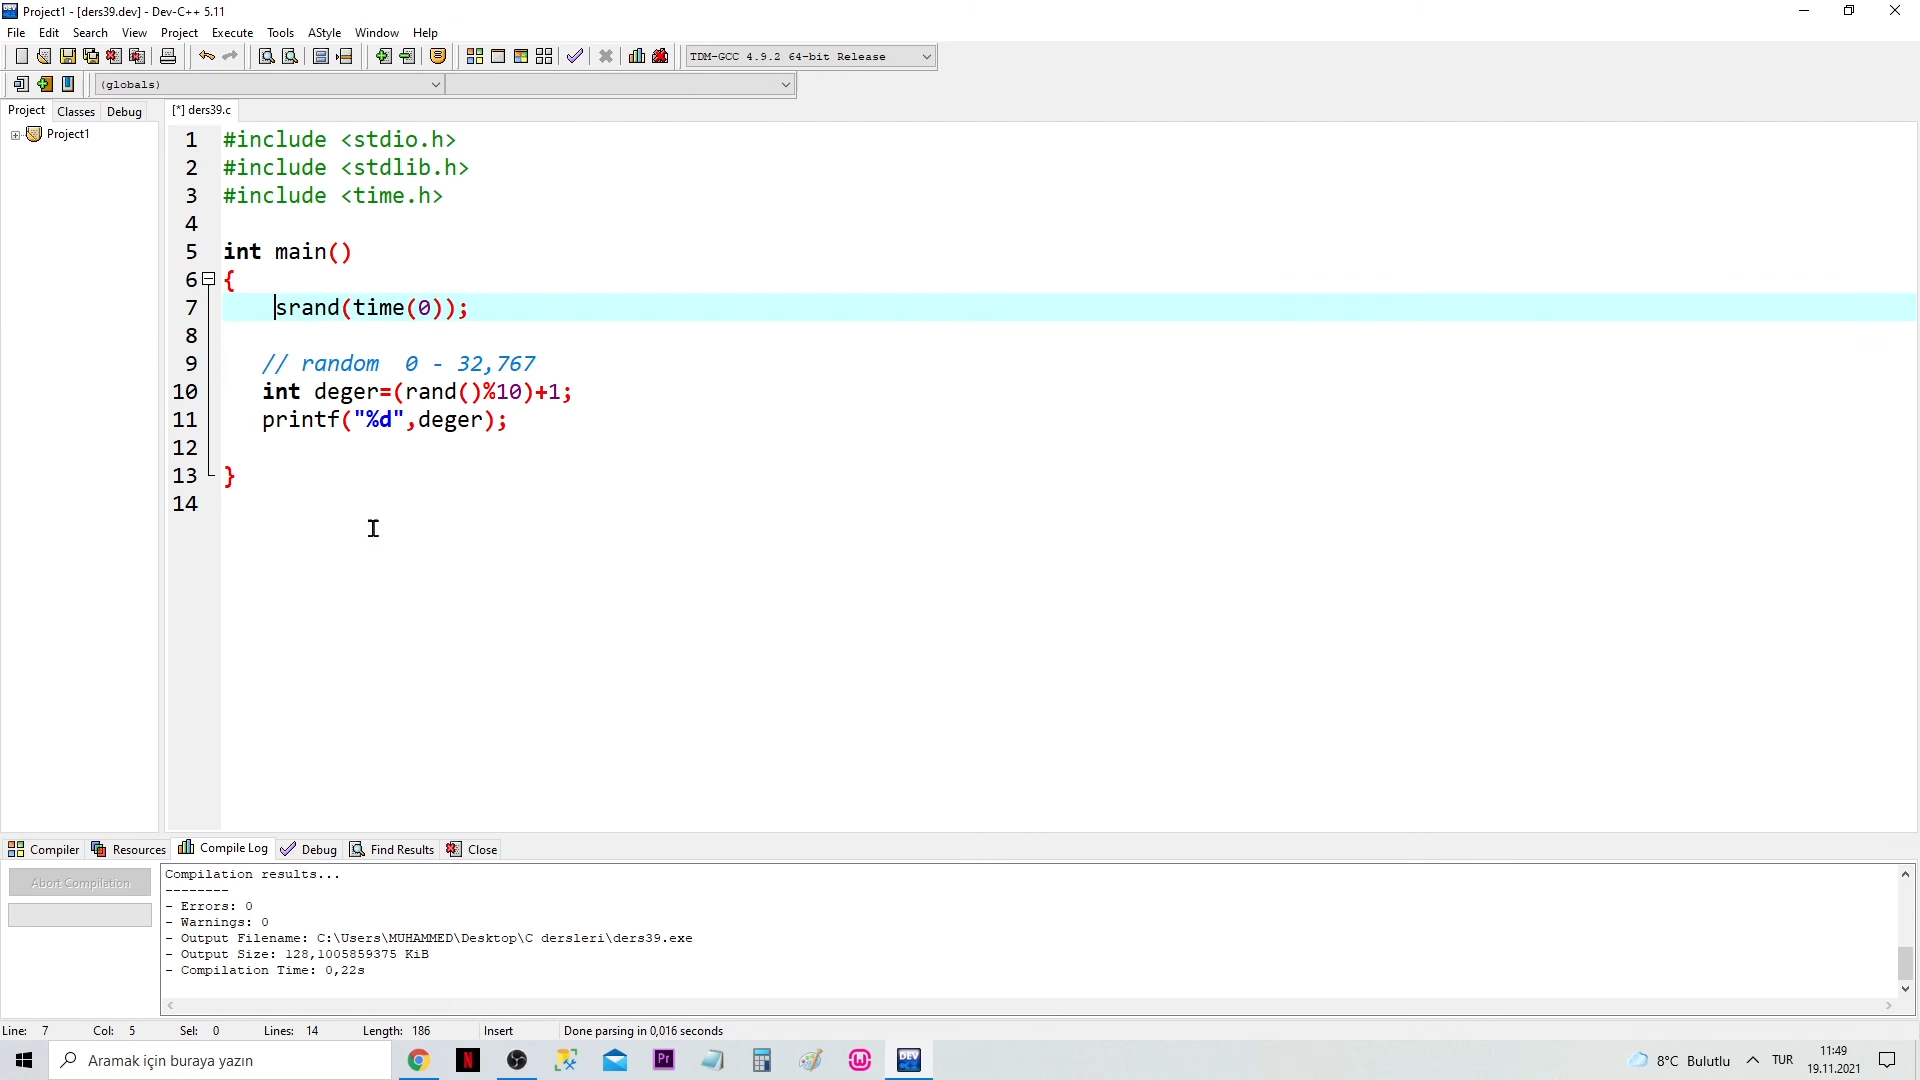 Project1 - [ders39.dev] - Dev-C++ 5.11
File Edit Search View Project Execute Tools AStyle Window Help
TDM-GCC 4.9.2 64-bit Release
(globals)
Project Classes Debug [*] ders39.c
Project1
1 #include <stdio.h>
2 #include <stdlib.h>
3 #include <time.h>
4
5 int main()
6 {
7 srand(time(0));
8
9 // random 0 - 32,767
10 int deger=(rand()%10)+1;
11 printf("%d",deger);
12
13 }
14
Compiler Resources Compile Log Debug Find Results Close
Abort Compilation
Compilation results...
--------
- Errors: 0
- Warnings: 0
- Output Filename: C:\Users\MUHAMMED\Desktop\C dersleri\ders39.exe
- Output Size: 128,1005859375 KiB
- Compilation Time: 0,22s
Line: 7 Col: 5 Sel: 0 Lines: 14 Length: 186 Insert Done parsing in 0,016 seconds
Aramak için buraya yazın
N
Pr
DEV
8°C Bulutlu
TUR
11:49
19.11.2021